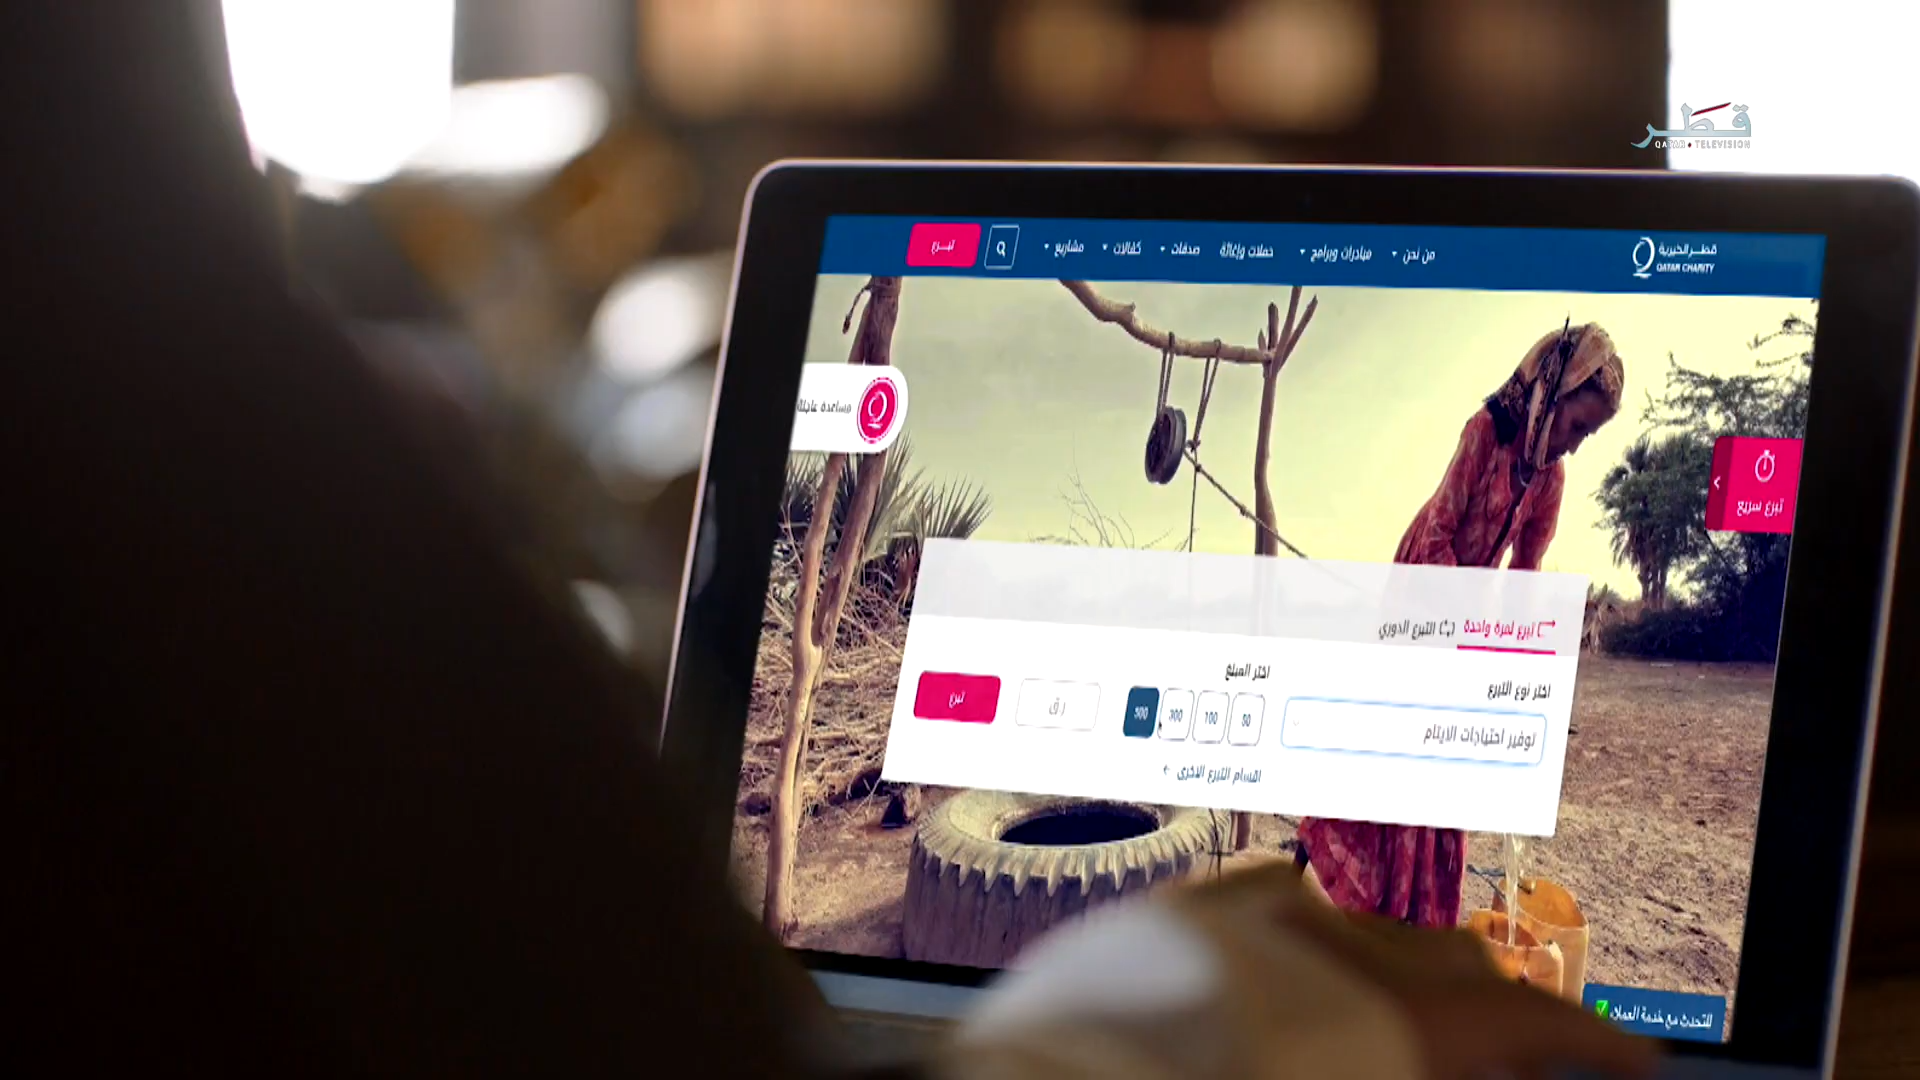 قطر
QATAR TELEVISION
قطر الخيرية
QATAR CHARITY
من نحن
مبادرات وبرامج
حملات وإغاثة
صدقات
كفالات
مشاريع
تبرع
مساعدة عاجلة
تبرع سريع
تبرع لمرة واحدة
التبرع الدوري
اختر نوع التبرع
اختر المبلغ
توفير احتياجات الايتام
50
100
300
500
ر.ق
تبرع
اقسام التبرع الاخرى
للتحدث مع خدمة العملاء